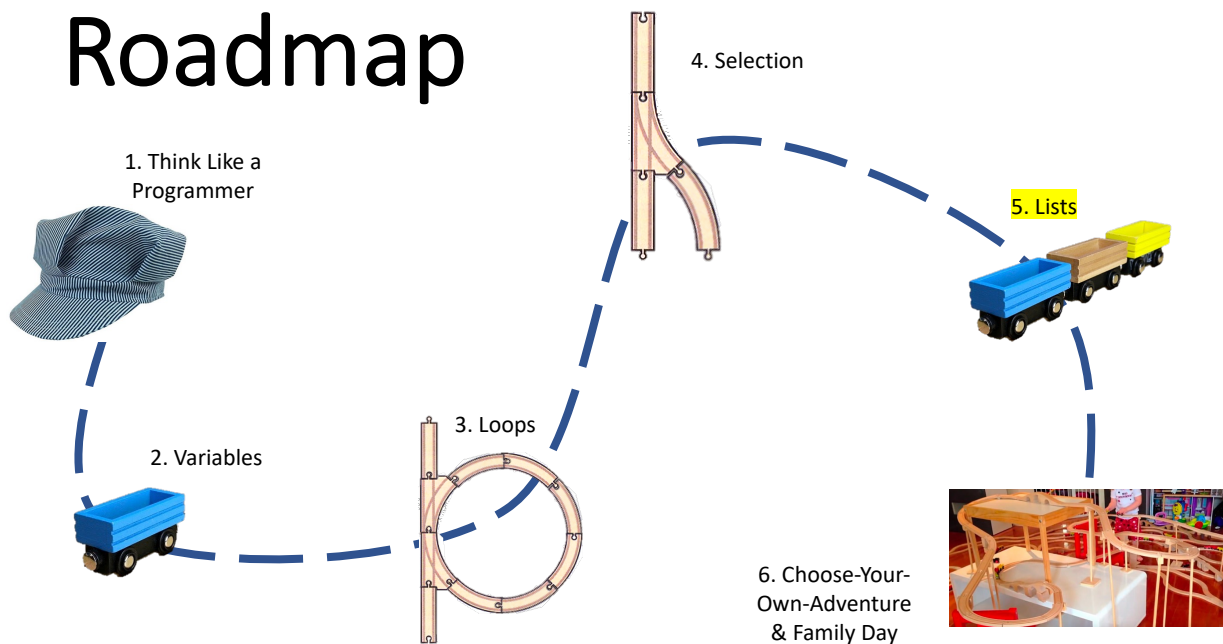 Roadmap
1. Think Like a
Programmer
2. Variables
3. Loops
4. Selection
5. Lists
6. Choose-Your-
Own-Adventure
& Family Day